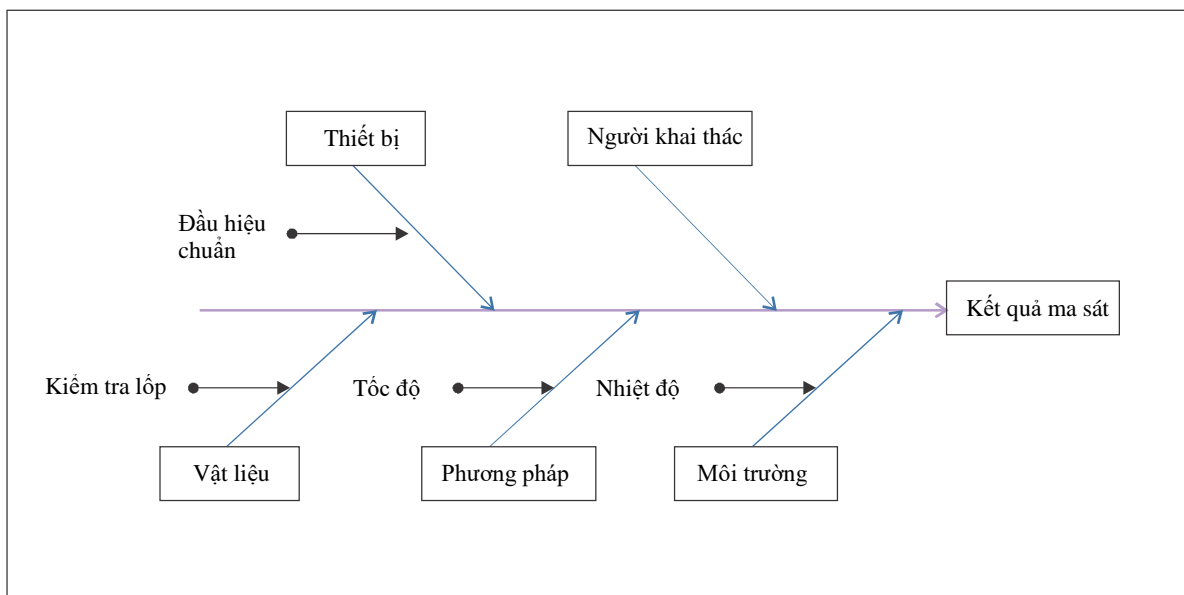 Thiết bị
Người khai thác
Đầu hiệu
chuẩn
Kết quả ma sát
Kiểm tra lốp
Tốc độ
Nhiệt độ
Vật liệu
Phương pháp
Môi trường